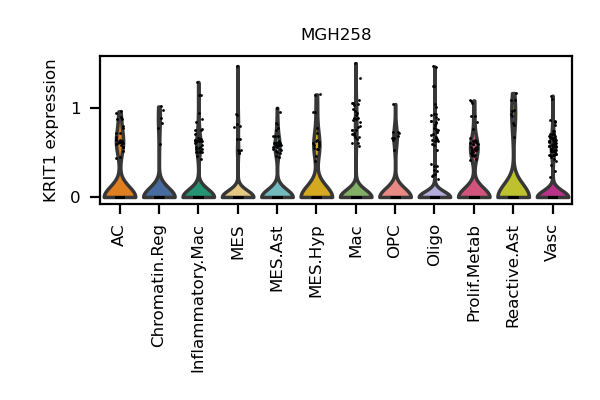 MGH258
KRIT1 expression
1
0
AC
Chromatin.Reg
Inflammatory.Mac
MES
MES.Ast
MES.Hyp
Mac
OPC
Oligo
Prolif.Metab
Reactive.Ast
Vasc